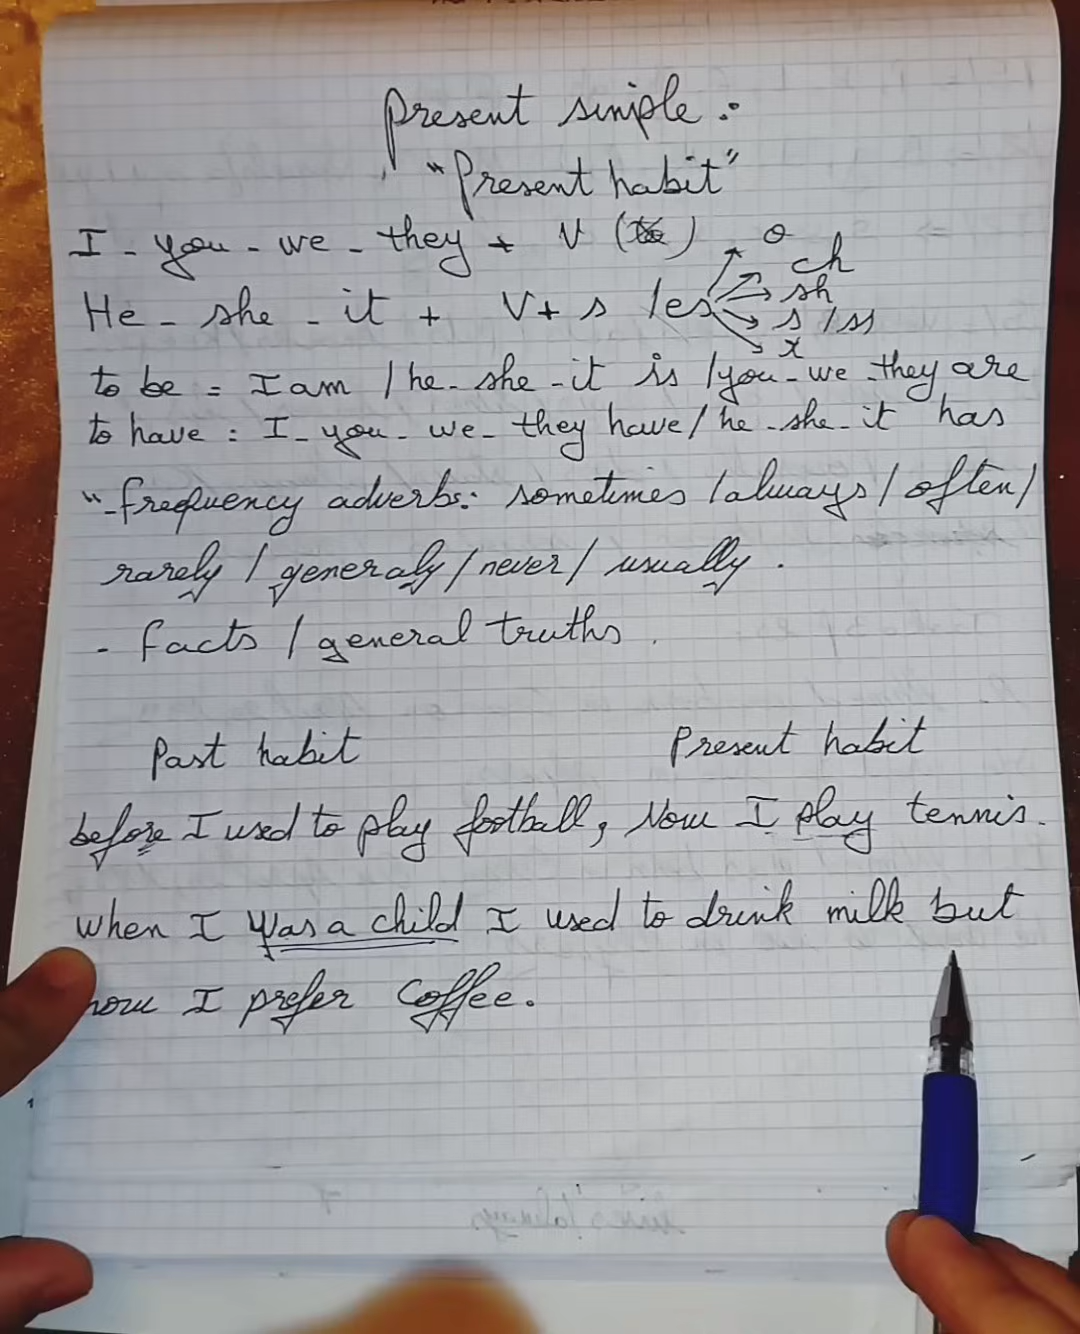 Present simple :
"Present habit"
I - you - we - they + V (to)
He - she - it + V + s / es → o
ch
sh
s / ss
x
to be = I am / he - she - it is / you - we - they are
to have : I - you - we - they have / he - she - it has
"- frequency adverbs: sometimes / always / often /
rarely / generaly / never / usually .
- facts / general truths .
Past habit Present habit
before I used to play football, Now I play tennis.
when I was a child I used to drink milk but
now I prefer coffee.